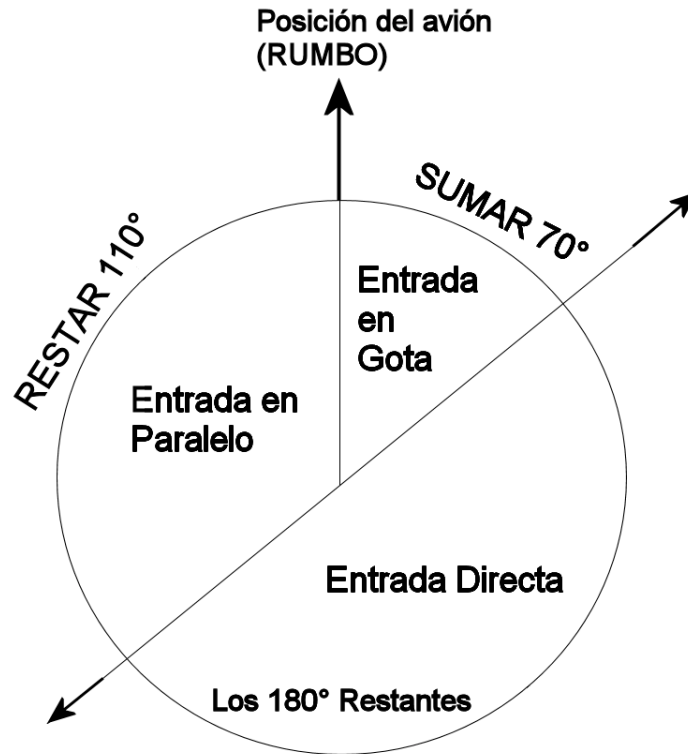 Posición del avión
(RUMBO)
SUMAR 70°
RESTAR 110°
Entrada
en
Gota
Entrada en
Paralelo
Entrada Directa
Los 180° Restantes